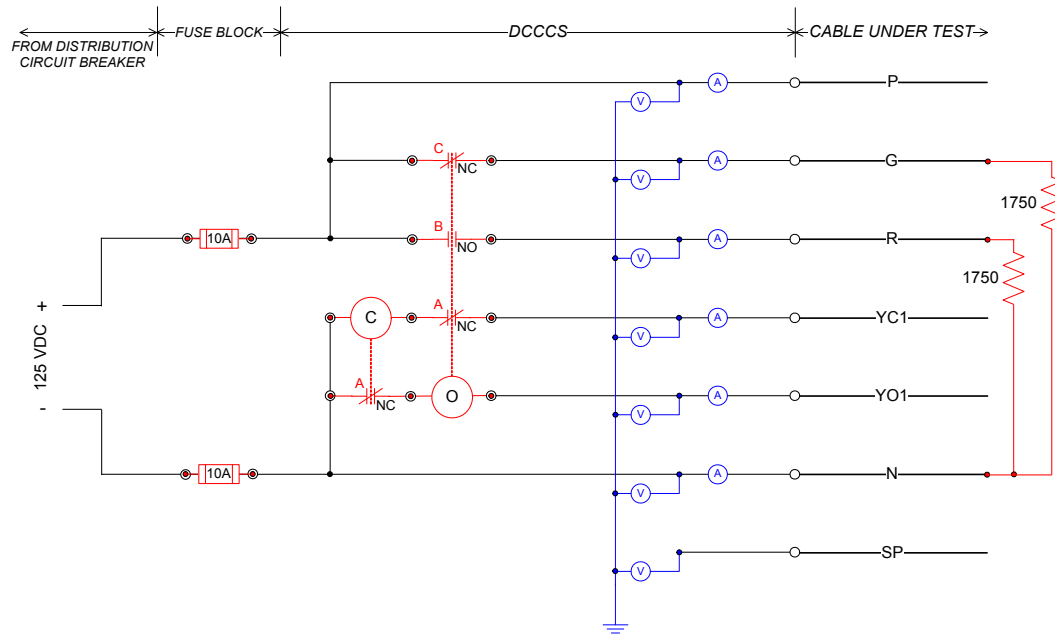 FROM DISTRIBUTION
CIRCUIT BREAKER
FUSE BLOCK
DCCCS
CABLE UNDER TEST
V
A
P
C
NC
V
A
G
1750
10A
B
NO
V
A
R
1750
+
125 VDC
-
C
A
NC
V
A
YC1
A
NC
O
V
A
YO1
10A
V
A
N
V
SP